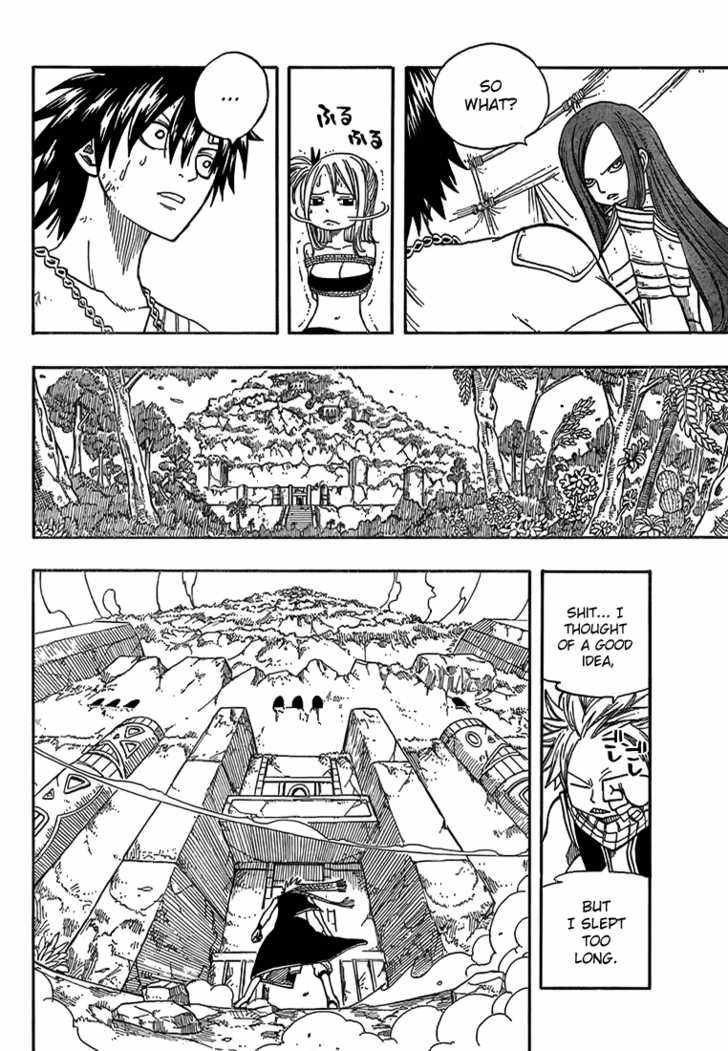 SO
WHAT?
ふる
ふる
...
SHIT... I
THOUGHT
OF A GOOD
IDEA,
BUT
I SLEPT
TOO
LONG.